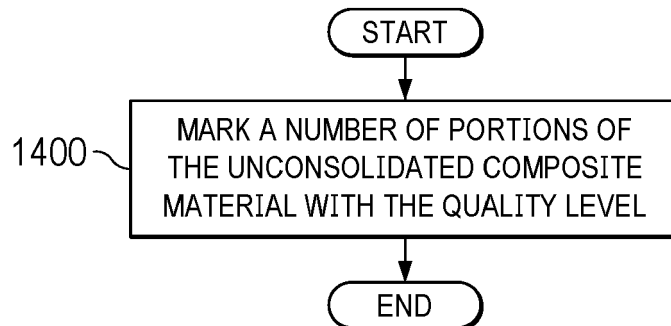 START
1400
MARK A NUMBER OF PORTIONS OF
THE UNCONSOLIDATED COMPOSITE
MATERIAL WITH THE QUALITY LEVEL
END